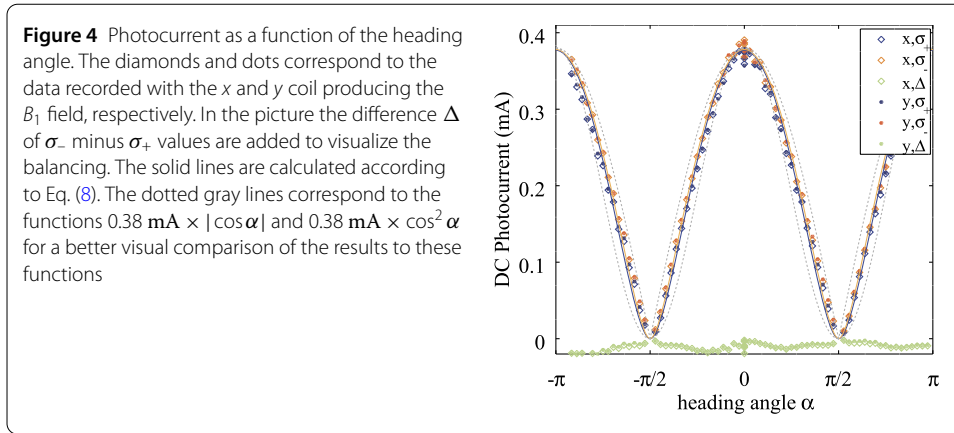 Figure 4 Photocurrent as a function of the heading
angle. The diamonds and dots correspond to the
data recorded with the x and y coil producing the
B₁ field, respectively. In the picture the difference Δ
of σ₋ minus σ₊ values are added to visualize the
balancing. The solid lines are calculated according
to Eq. (8). The dotted gray lines correspond to the
functions 0.38 mA × |cos α| and 0.38 mA × cos² α
for a better visual comparison of the results to these
functions
DC Photocurrent (mA)
0.4
0.3
0.2
0.1
0
-π
-π/2
0
π/2
π
heading angle α
x,σ₊
x,σ₋
x,Δ
y,σ₊
y,σ₋
y,Δ